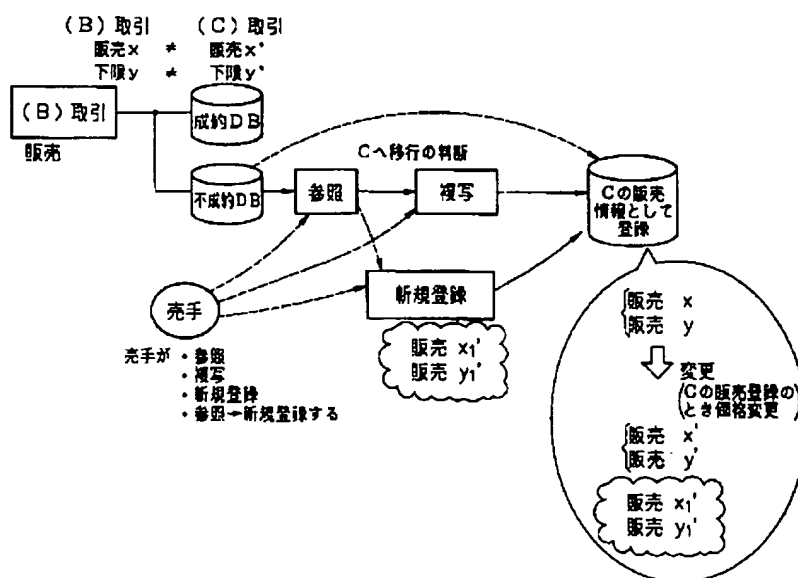 (B)取引 (C)取引
販売x ≠ 販売x'
下限y ≠ 下限y'
(B)取引
販売
成約DB
不成約DB
Cへ移行の判断
参照
複写
Cの販売
情報として
登録
売手
新規登録
販売 x1'
販売 y1'
売手が ・参照
・複写
・新規登録
・参照→新規登録する
販売 x
販売 y
変更
(Cの販売登録の
とき価格変更)
販売 x'
販売 y'
販売 x1'
販売 y1'